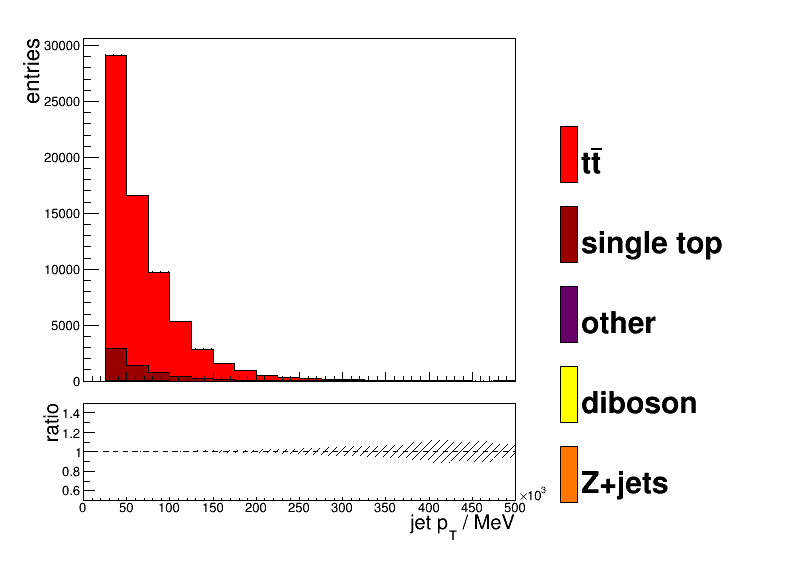 entries
30000
25000
20000
15000
10000
5000
0
tt̄
single top
other
diboson
Z+jets
ratio
1.4
1.2
1
0.8
0.6
0 50 100 150 200 250 300 350 400 450 500
×10³
jet p_T / MeV